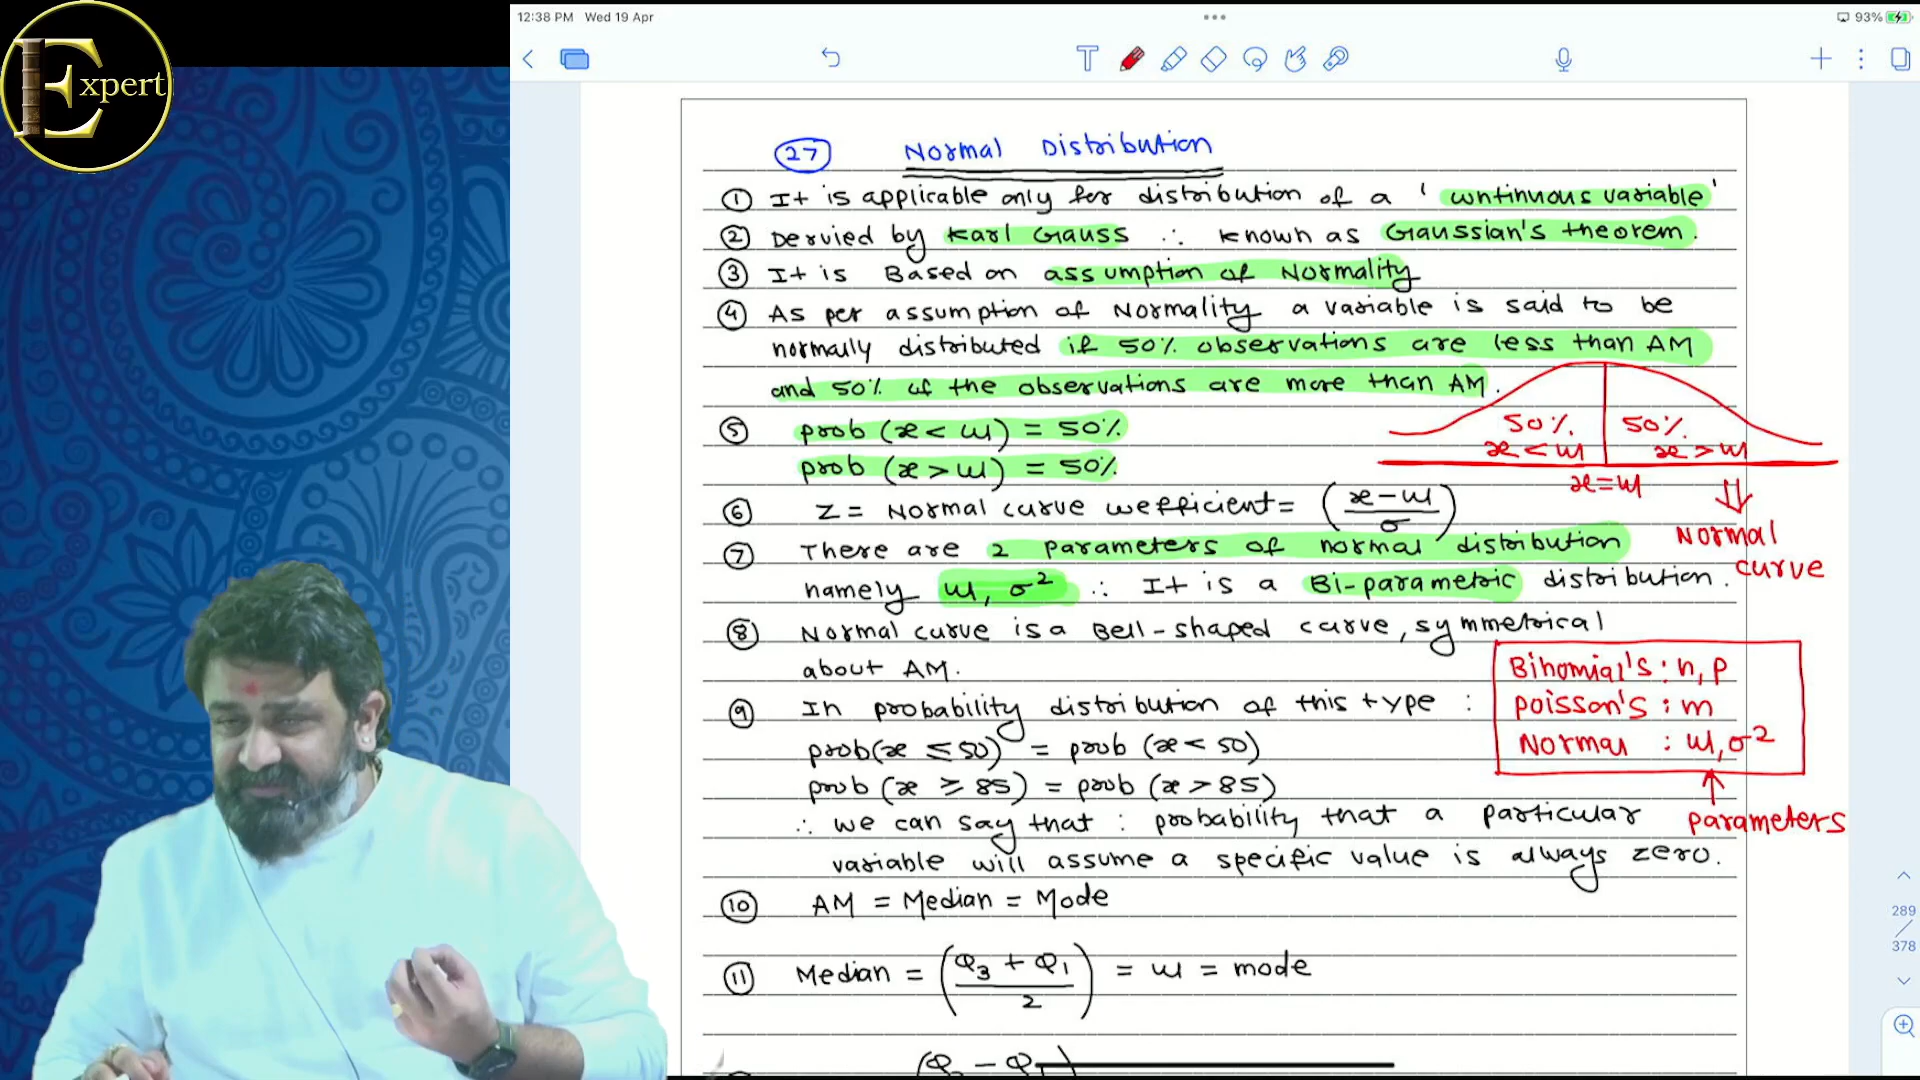 Expert
12:38 PM Wed 19 Apr
93%
T
27 Normal Distribution
① It is applicable only for distribution of a 'continuous variable'
② Dervied by Karl Gauss ∴ known as Gaussian's theorem.
③ It is Based on assumption of Normality
④ As per assumption of Normality a variable is said to be
normally distributed if 50% observations are less than AM
and 50% of the observations are more than AM.
⑤ prob (x < μ) = 50%
prob (x > μ) = 50%
50% 50%
x < μ x > μ
x = μ
Normal
curve
⑥ Z = Normal curve coefficient = (x - μ / σ)
⑦ There are 2 parameters of normal distribution
namely μ, σ² ∴ It is a Bi-parametric distribution.
⑧ Normal curve is a Bell-shaped curve, symmetrical
about AM.
Binomial's : n, p
Poisson's : m
Normal : μ, σ²
parameters
⑨ In probability distribution of this type :
prob(x ≤ 50) = prob (x < 50)
prob (x ≥ 85) = prob (x > 85)
∴ we can say that : probability that a particular
variable will assume a specific value is always zero.
⑩ AM = Median = Mode
⑪ Median = (Q₃ + Q₁ / 2) = μ = mode
289
/
378